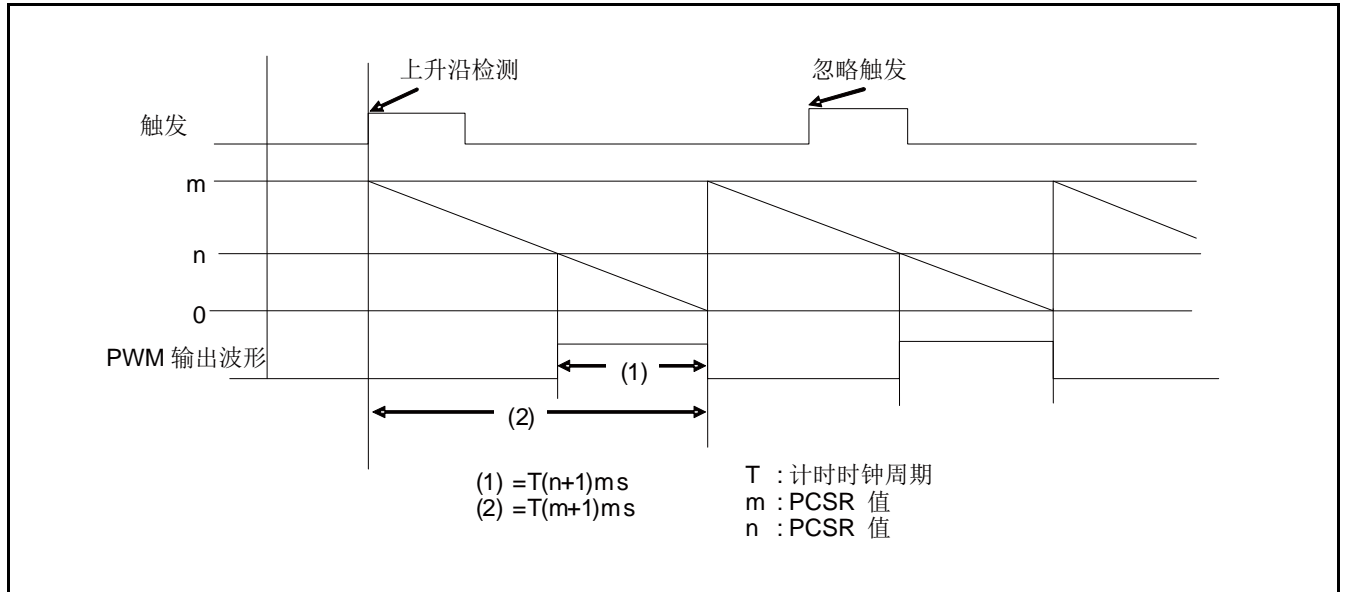 上升沿检测
忽略触发
触发
m
n
0
PWM 输出波形
(1)
(2)
(1) =T(n+1)ms
(2) =T(m+1)ms
T :计时时钟周期
m :PCSR 值
n :PCSR 值